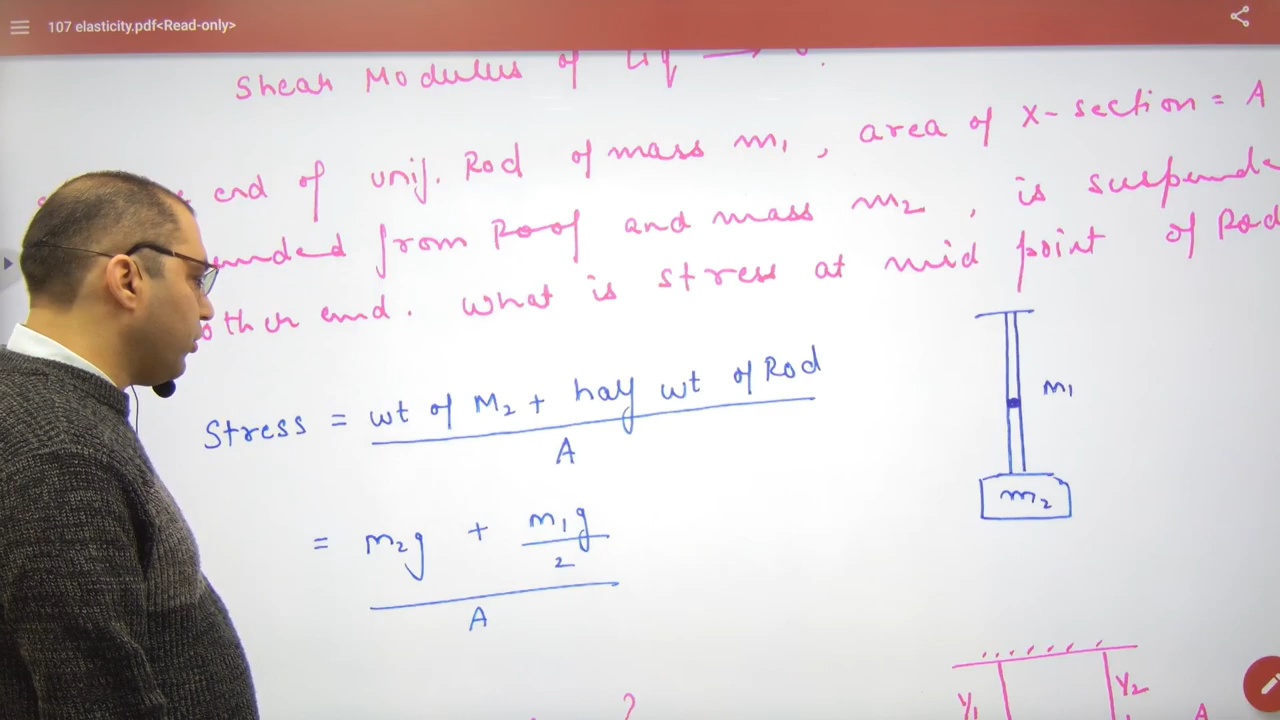 107 elasticity.pdf<Read-only>
Shear Modulus of Liq →
end of unif. Rod of mass m₁, area of X-section = A
from Roof and mass m₂, is
other end. What is stress at mid point of Rod
Stress = wt of M₂ + half wt of Rod
A
m₁
m₂
= m₂g + m₁g
2
A
?
Y₁
Y₂
A